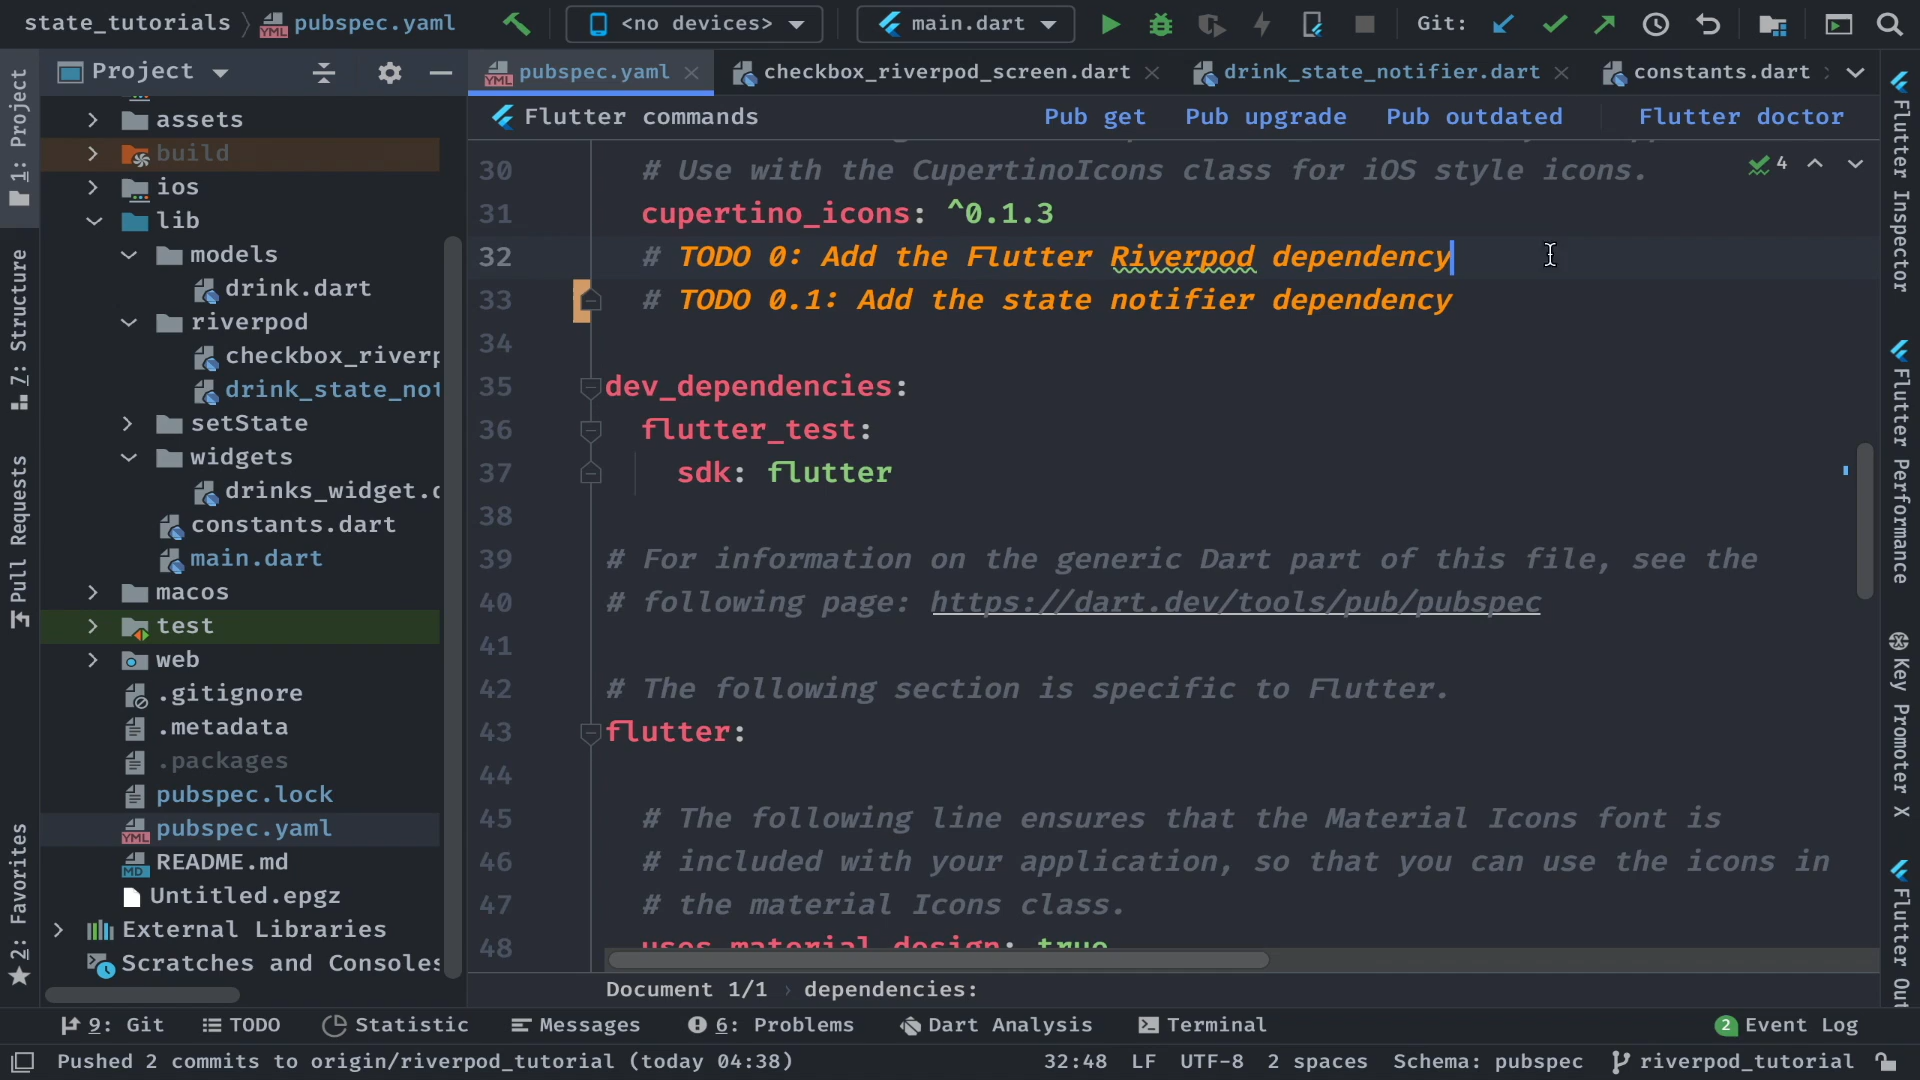 state_tutorials
pubspec.yaml
<no devices>
main.dart
Git:
1: Project
7: Structure
Pull Requests
2: Favorites
Project
assets
build
ios
lib
models
drink.dart
riverpod
checkbox_riverp
drink_state_not
setState
widgets
drinks_widget.d
constants.dart
main.dart
macos
test
web
.gitignore
.metadata
.packages
pubspec.lock
pubspec.yaml
README.md
Untitled.epgz
External Libraries
Scratches and Consoles
pubspec.yaml
checkbox_riverpod_screen.dart
drink_state_notifier.dart
constants.dart
Flutter commands
Pub get
Pub upgrade
Pub outdated
Flutter doctor
4
30 # Use with the CupertinoIcons class for iOS style icons.
31 cupertino_icons: ^0.1.3
32 # TODO 0: Add the Flutter Riverpod dependency
33 # TODO 0.1: Add the state notifier dependency
34
35 dev_dependencies:
36 flutter_test:
37 sdk: flutter
38
39 # For information on the generic Dart part of this file, see the
40 # following page: https://dart.dev/tools/pub/pubspec
41
42 # The following section is specific to Flutter.
43 flutter:
44
45 # The following line ensures that the Material Icons font is
46 # included with your application, so that you can use the icons in
47 # the material Icons class.
48 uses-material-design: true
Document 1/1 › dependencies:
Flutter Inspector
Flutter Performance
Key Promoter X
Flutter Out
9: Git
TODO
Statistic
Messages
6: Problems
Dart Analysis
Terminal
2 Event Log
Pushed 2 commits to origin/riverpod_tutorial (today 04:38)
32:48
LF
UTF-8
2 spaces
Schema: pubspec
riverpod_tutorial